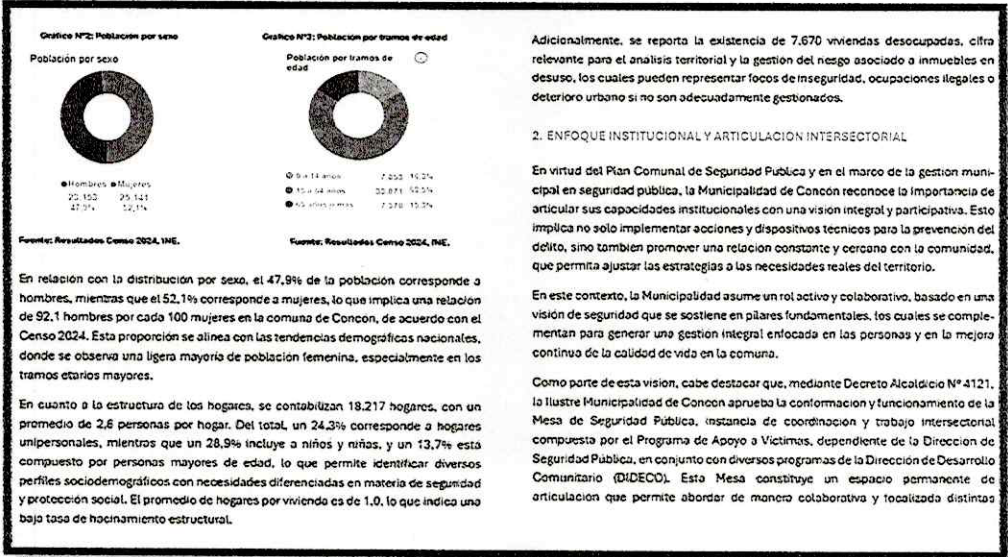 Gráfico N°2: Población por sexo
Población por sexo
Hombres Mujeres
23.153 25.141
47,9% 52,1%
Fuente: Resultados Censo 2024, INE.
Gráfico N°3: Población por tramos de edad
Población por tramos de
edad
0 a 14 años
15 a 64 años
65 años o más
Fuente: Resultados Censo 2024, INE.
En relación con la distribución por sexo, el 47,9% de la población corresponde a
hombres, mientras que el 52,1% corresponde a mujeres, lo que implica una relación
de 92,1 hombres por cada 100 mujeres en la comuna de Concón, de acuerdo con el
Censo 2024. Esta proporción se alinea con las tendencias demográficas nacionales,
donde se observa una ligera mayoría de población femenina, especialmente en los
tramos etarios mayores.
En cuanto a la estructura de los hogares, se contabilizan 18.217 hogares, con un
promedio de 2,6 personas por hogar. Del total, un 24,3% corresponde a hogares
unipersonales, mientras que un 28,9% incluye a niños y niñas, y un 13,7% está
compuesto por personas mayores de edad, lo que permite identificar diversos
perfiles sociodemográficos con necesidades diferenciadas en materia de seguridad
y protección social. El promedio de hogares por vivienda es de 1.0, lo que indica una
baja tasa de hacinamiento estructural.
Adicionalmente, se reporta la existencia de 7.670 viviendas desocupadas, cifra
relevante para el análisis territorial y la gestión del riesgo asociado a inmuebles en
desuso, los cuales pueden representar focos de inseguridad, ocupaciones ilegales o
deterioro urbano si no son adecuadamente gestionados.
2. ENFOQUE INSTITUCIONAL Y ARTICULACION INTERSECTORIAL
En virtud del Plan Comunal de Seguridad Pública y en el marco de la gestión muni-
cipal en seguridad pública, la Municipalidad de Concón reconoce la importancia de
articular sus capacidades institucionales con una visión integral y participativa. Esto
implica no solo implementar acciones y dispositivos técnicos para la prevención del
delito, sino también promover una relación constante y cercana con la comunidad,
que permita ajustar las estrategias a las necesidades reales del territorio.
En este contexto, la Municipalidad asume un rol activo y colaborativo, basado en una
visión de seguridad que se sostiene en pilares fundamentales, los cuales se comple-
mentan para generar una gestión integral enfocada en las personas y en la mejora
continua de la calidad de vida en la comuna.
Como parte de esta visión, cabe destacar que, mediante Decreto Alcaldicio N° 4121,
la Ilustre Municipalidad de Concón aprueba la conformación y funcionamiento de la
Mesa de Seguridad Pública, instancia de coordinación y trabajo intersectorial
compuesta por el Programa de Apoyo a Víctimas, dependiente de la Dirección de
Seguridad Pública, en conjunto con diversos programas de la Dirección de Desarrollo
Comunitario (DIDECO). Esta Mesa constituye un espacio permanente de
articulación que permite abordar de manera colaborativa y focalizada distintas